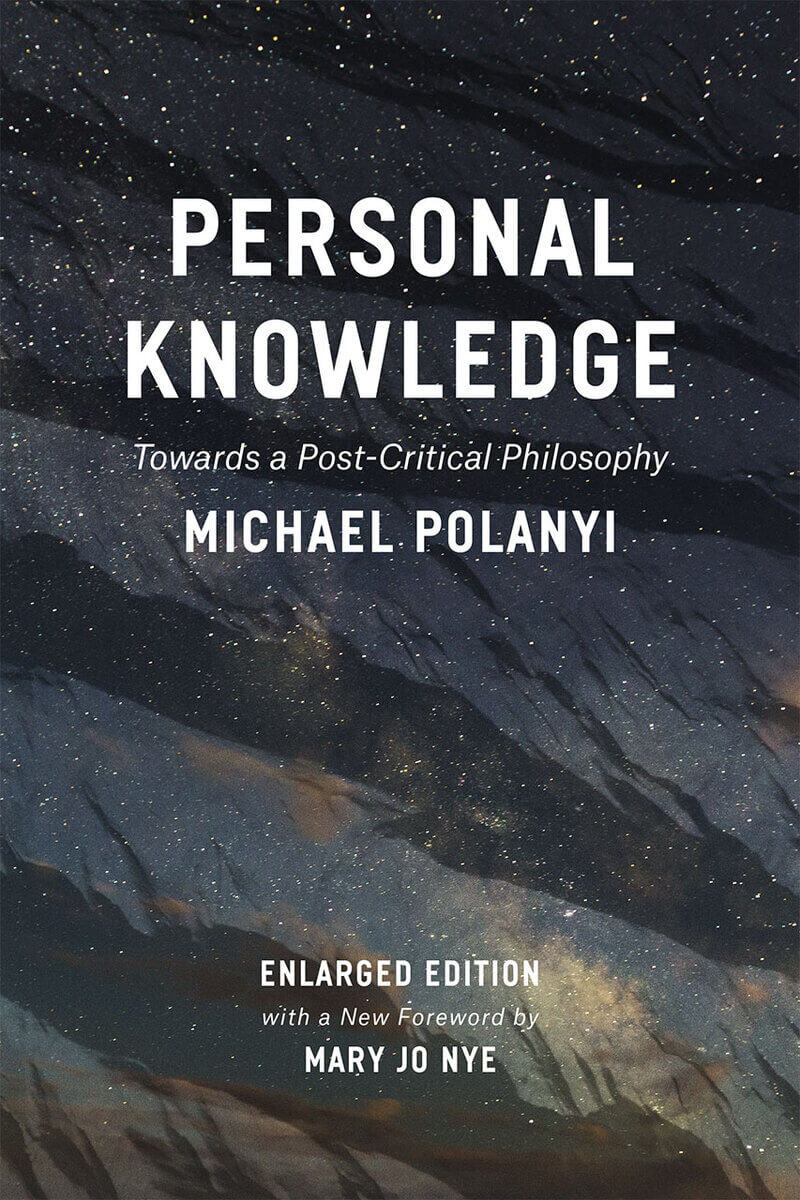 PERSONAL
KNOWLEDGE
Towards a Post-Critical Philosophy
MICHAEL POLANYI
ENLARGED EDITION
with a New Foreword by
MARY JO NYE